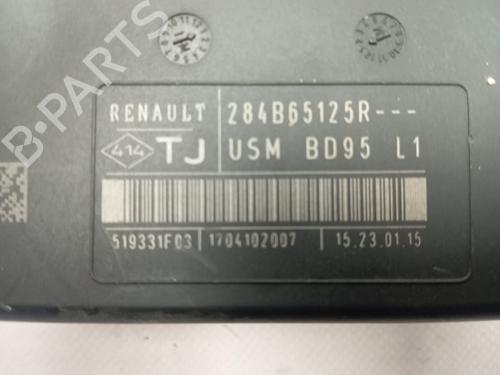 RENAULT 284B65125R---
414 TJ USM BD95 L1
519331F03 1704102007 15.23.01.15
B-PARTS